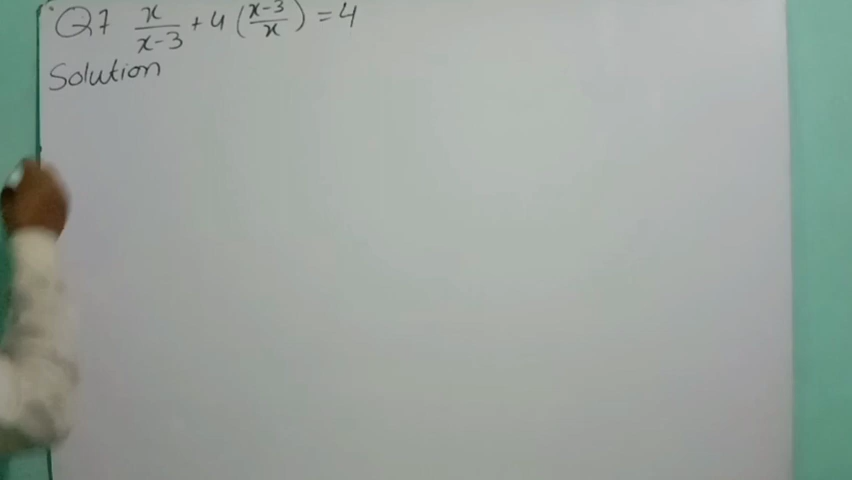 Q7 x/(x-3) + 4((x-3)/x) = 4
Solution